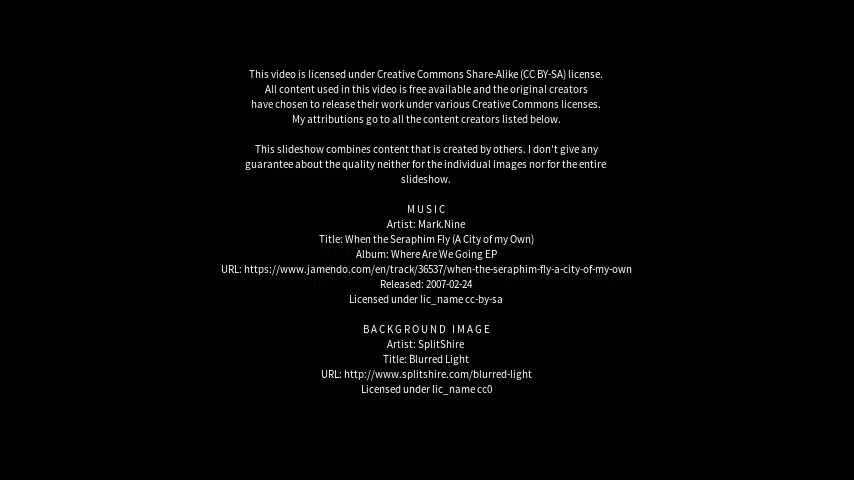 This video is licensed under Creative Commons Share-Alike (CC BY-SA) license.
All content used in this video is free available and the original creators
have chosen to release their work under various Creative Commons licenses.
My attributions go to all the content creators listed below.
This slideshow combines content that is created by others. I don't give any
guarantee about the quality neither for the individual images nor for the entire
slideshow.
MUSIC
Artist: Mark.Nine
Title: When the Seraphim Fly (A City of my Own)
Album: Where Are We Going EP
URL: https://www.jamendo.com/en/track/36537/when-the-seraphim-fly-a-city-of-my-own
Released: 2007-02-24
Licensed under lic_name cc-by-sa
BACKGROUND IMAGE
Artist: SplitShire
Title: Blurred Light
URL: http://www.splitshire.com/blurred-light
Licensed under lic_name cc0